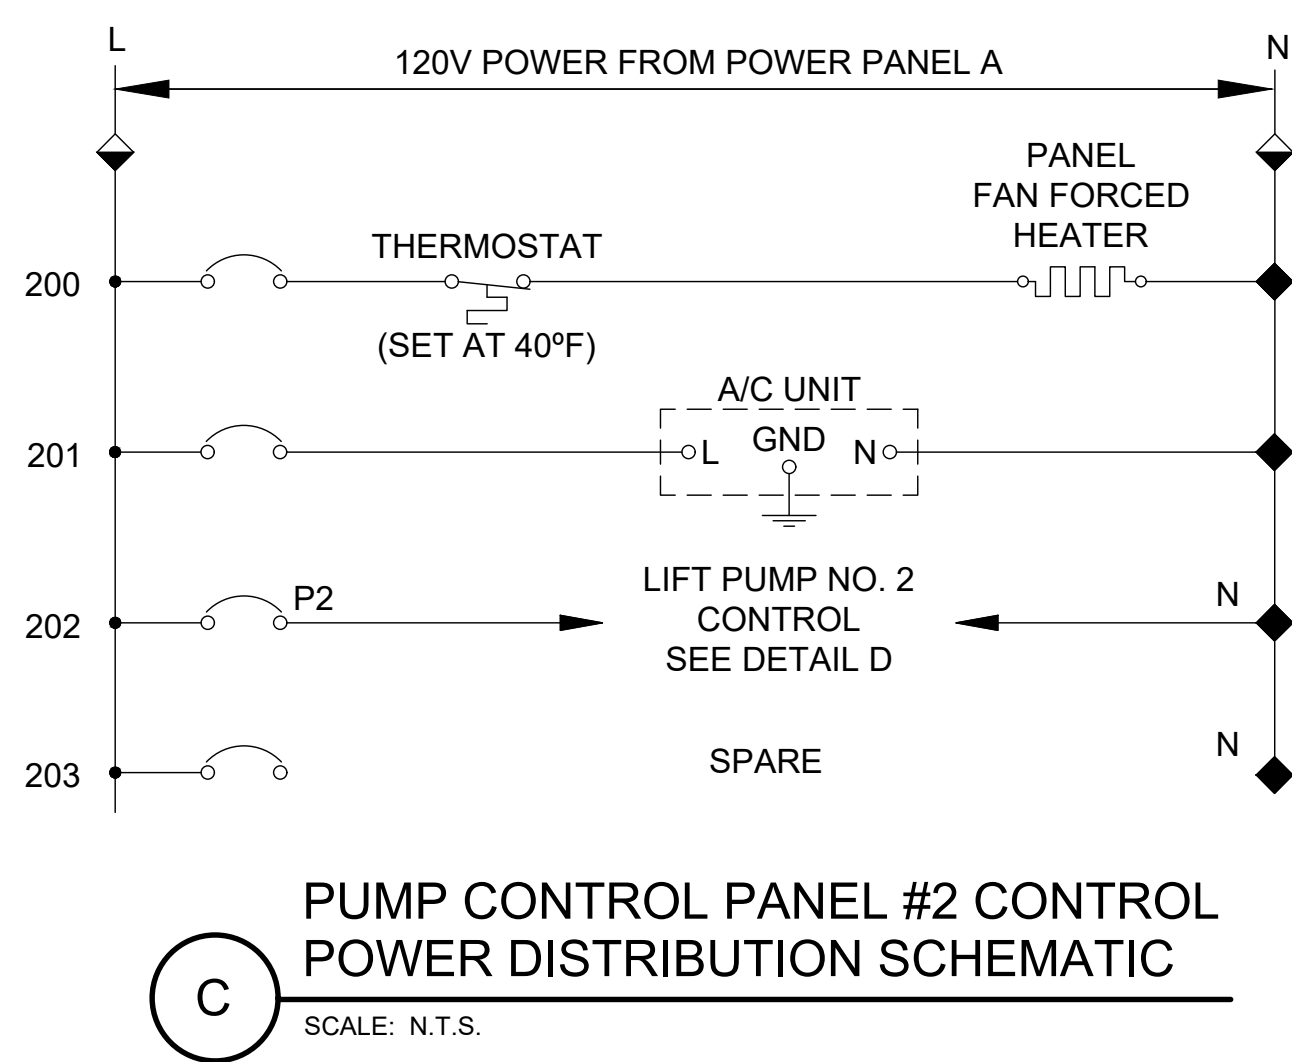 L
N
120V POWER FROM POWER PANEL A
PANEL
FAN FORCED
HEATER
THERMOSTAT
200
(SET AT 40ºF)
A/C UNIT
201
L
GND
N
LIFT PUMP NO. 2
CONTROL
SEE DETAIL D
202
P2
N
203
SPARE
N
PUMP CONTROL PANEL #2 CONTROL
POWER DISTRIBUTION SCHEMATIC
C
SCALE: N.T.S.